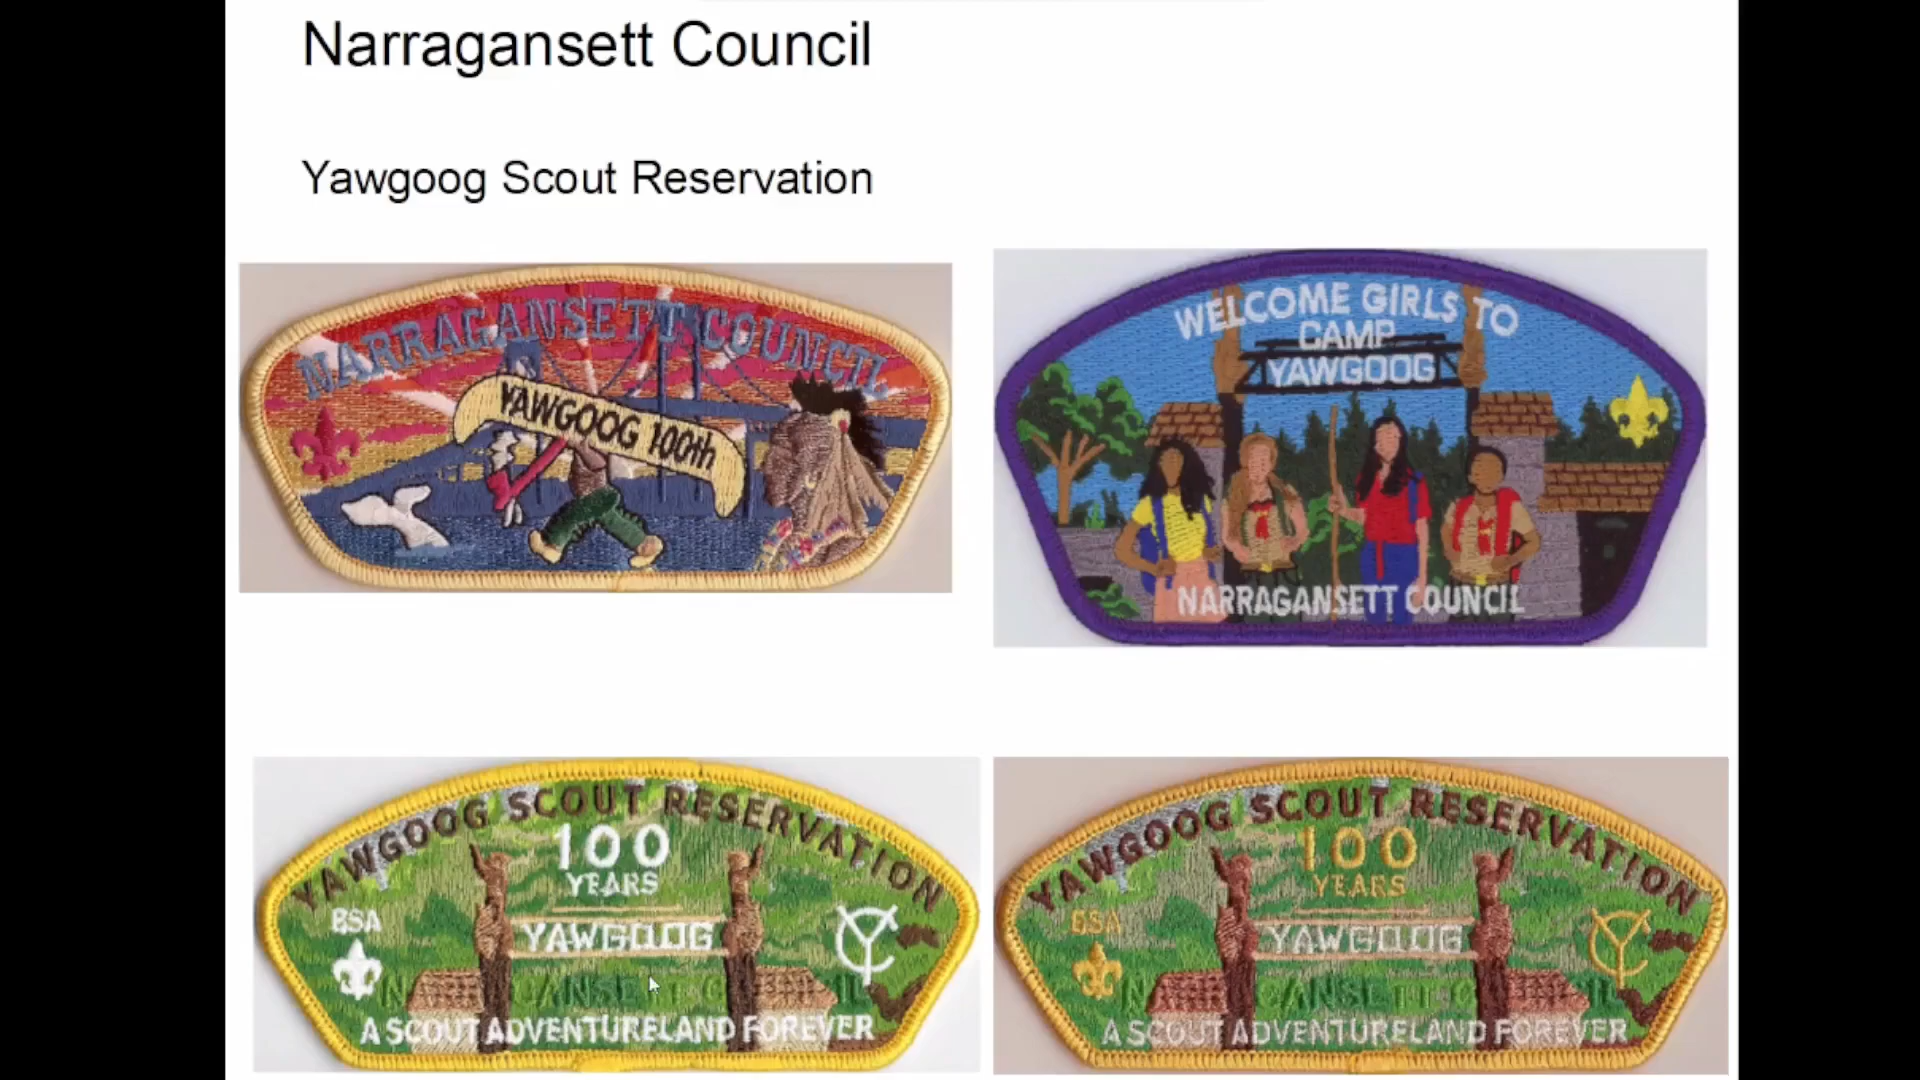 Narragansett Council
Yawgoog Scout Reservation
NARRAGANSETT COUNCIL
YAWGOOG 100th
WELCOME GIRLS TO
CAMP
YAWGOOG
NARRAGANSETT COUNCIL
YAWGOOG SCOUT RESERVATION
100
YEARS
BSA
YAWGOOG
A SCOUT ADVENTURELAND FOREVER
YAWGOOG SCOUT RESERVATION
100
YEARS
BSA
YAWGOOG
A SCOUT ADVENTURELAND FOREVER